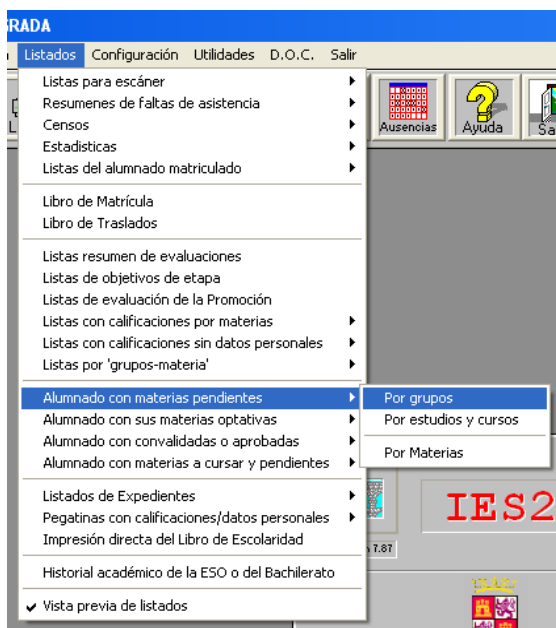 GRADA
Listados Configuración Utilidades D.O.C. Salir
Listas para escáner
Resumenes de faltas de asistencia
Censos
Estadisticas
Listas del alumnado matriculado
Ausencias
Ayuda
Sa
Libro de Matrícula
Libro de Traslados
Listas resumen de evaluaciones
Listas de objetivos de etapa
Listas de evaluación de la Promoción
Listas con calificaciones por materias
Listas con calificaciones sin datos personales
Listas por 'grupos-materia'
Alumnado con materias pendientes
Por grupos
Alumnado con sus materias optativas
Por estudios y cursos
Alumnado con convalidadas o aprobadas
Por Materias
Alumnado con materias a cursar y pendientes
Listados de Expedientes
Pegatinas con calificaciones/datos personales
IES2
Impresión directa del Libro de Escolaridad
7.87
Historial académico de la ESO o del Bachilerato
Vista previa de listados